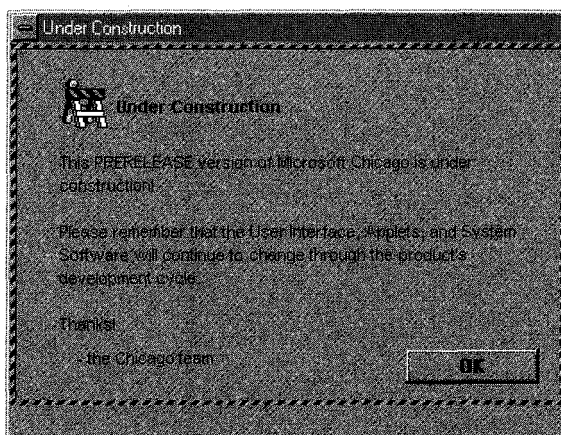 Under Construction
Under Construction
This PRERELEASE version of Microsoft Chicago is under
construction!
Please remember that the User Interface, Applets, and System
Software will continue to change through the product's
development cycle.
Thanks!
- the Chicago team
OK